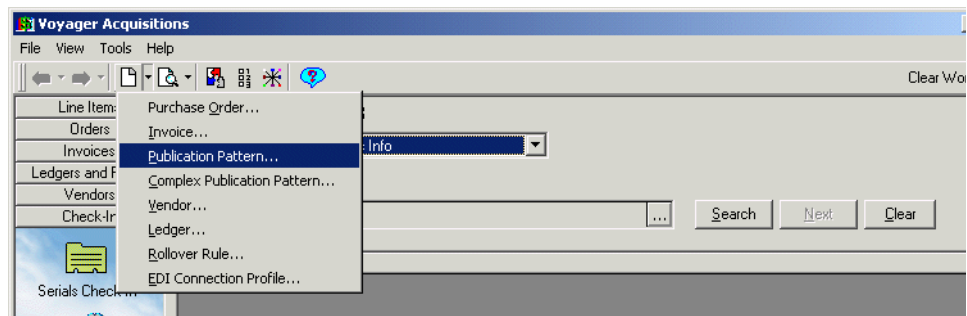 Voyager Acquisitions
File View Tools Help
Clear Wor
Line Item
Orders
Invoices
Ledgers and F
Vendors
Check-In
Serials Check-In
Purchase Order...
Invoice...
Publication Pattern...
Complex Publication Pattern...
Vendor...
Ledger...
Rollover Rule...
EDI Connection Profile...
Info
... Search Next Clear